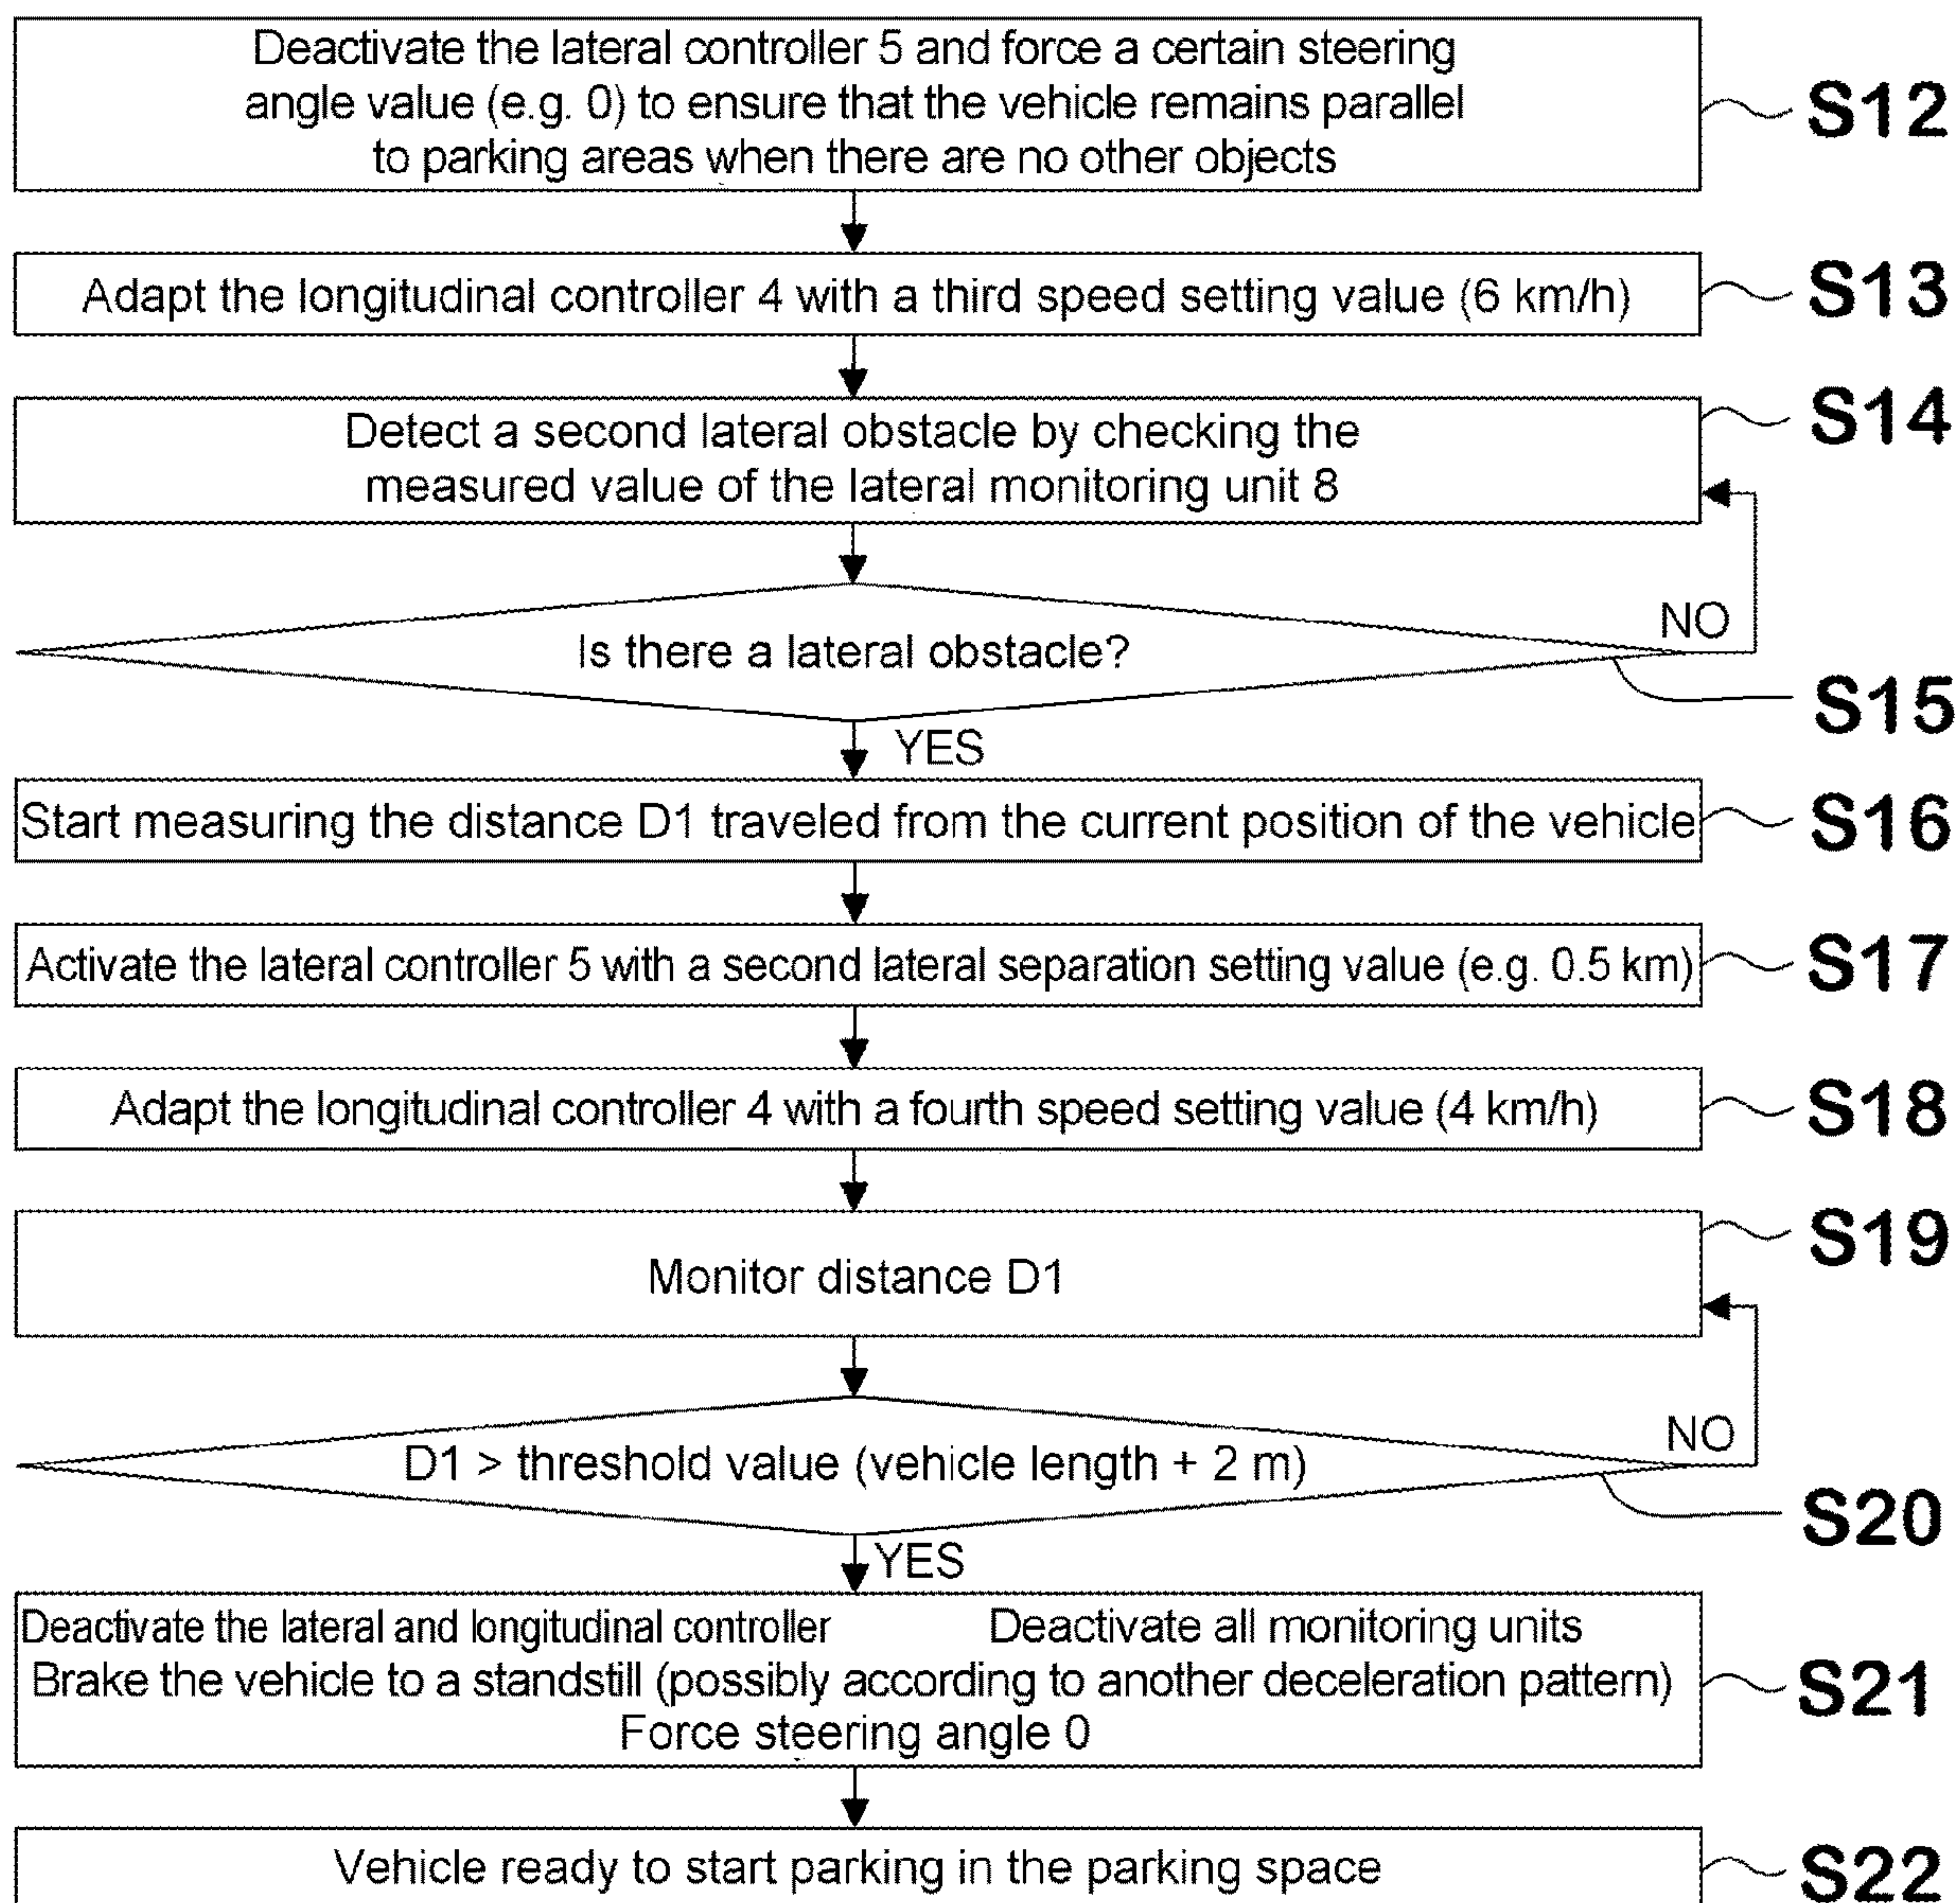 Deactivate the lateral controller 5 and force a certain steering
angle value (e.g. 0) to ensure that the vehicle remains parallel
to parking areas when there are no other objects
S12
Adapt the longitudinal controller 4 with a third speed setting value (6 km/h)
S13
Detect a second lateral obstacle by checking the
measured value of the lateral monitoring unit 8
S14
Is there a lateral obstacle?
NO
S15
YES
Start measuring the distance D1 traveled from the current position of the vehicle
S16
Activate the lateral controller 5 with a second lateral separation setting value (e.g. 0.5 km)
S17
Adapt the longitudinal controller 4 with a fourth speed setting value (4 km/h)
S18
Monitor distance D1
S19
D1 > threshold value (vehicle length + 2 m)
NO
S20
YES
Deactivate the lateral and longitudinal controller Deactivate all monitoring units
Brake the vehicle to a standstill (possibly according to another deceleration pattern)
Force steering angle 0
S21
Vehicle ready to start parking in the parking space
S22